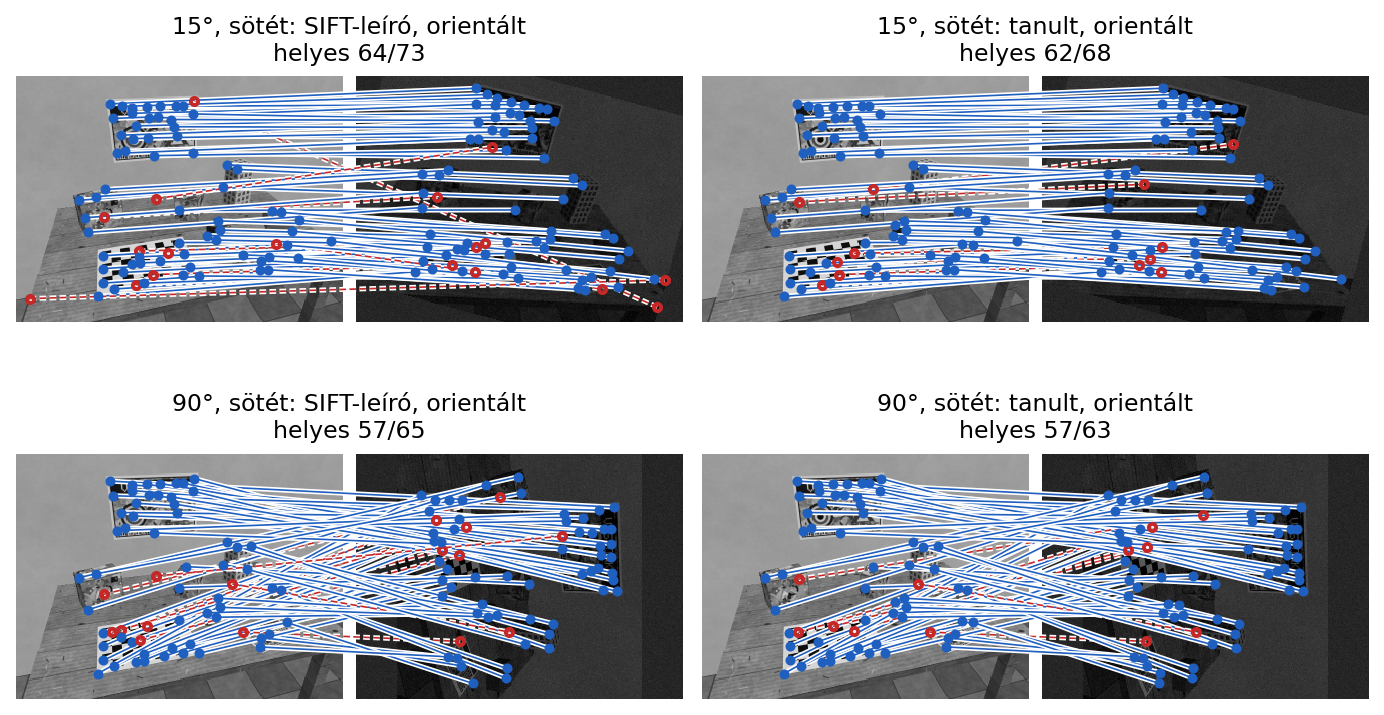 15°, sötét: SIFT-leíró, orientált
helyes 64/73
15°, sötét: tanult, orientált
helyes 62/68
90°, sötét: SIFT-leíró, orientált
helyes 57/65
90°, sötét: tanult, orientált
helyes 57/63